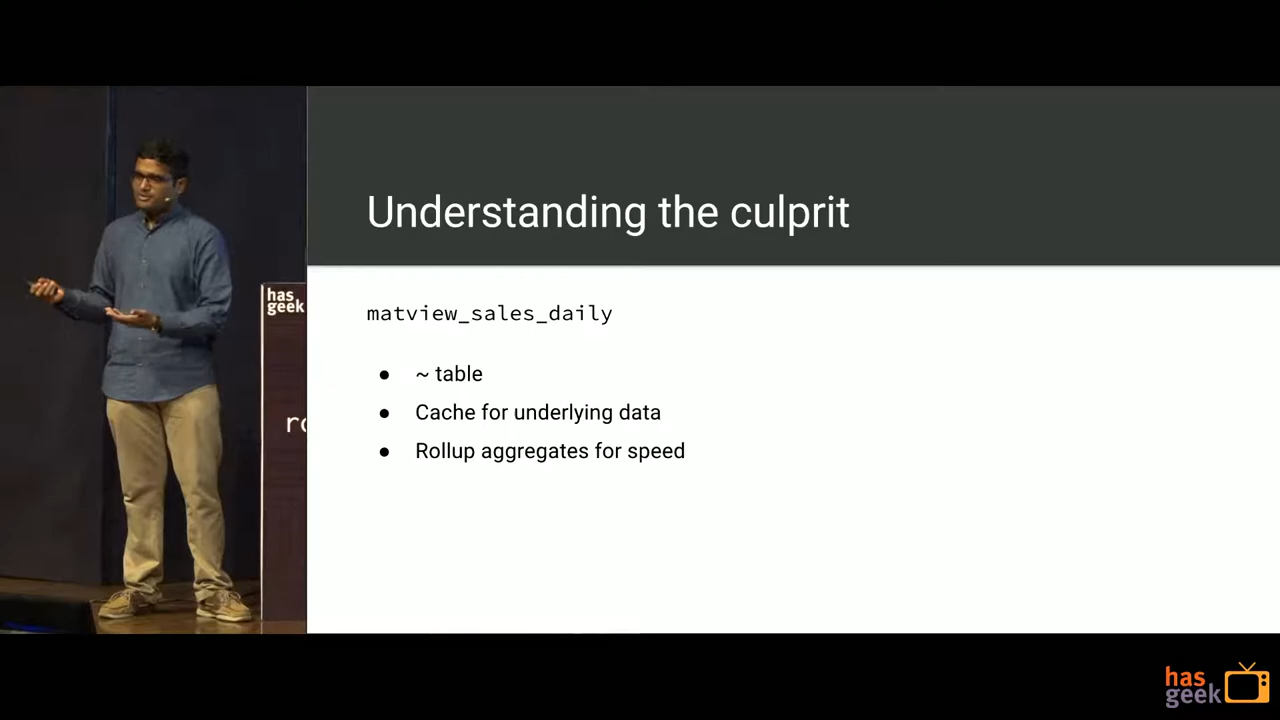 Understanding the culprit
matview_sales_daily
● ~ table
● Cache for underlying data
● Rollup aggregates for speed
has
geek
has
geek